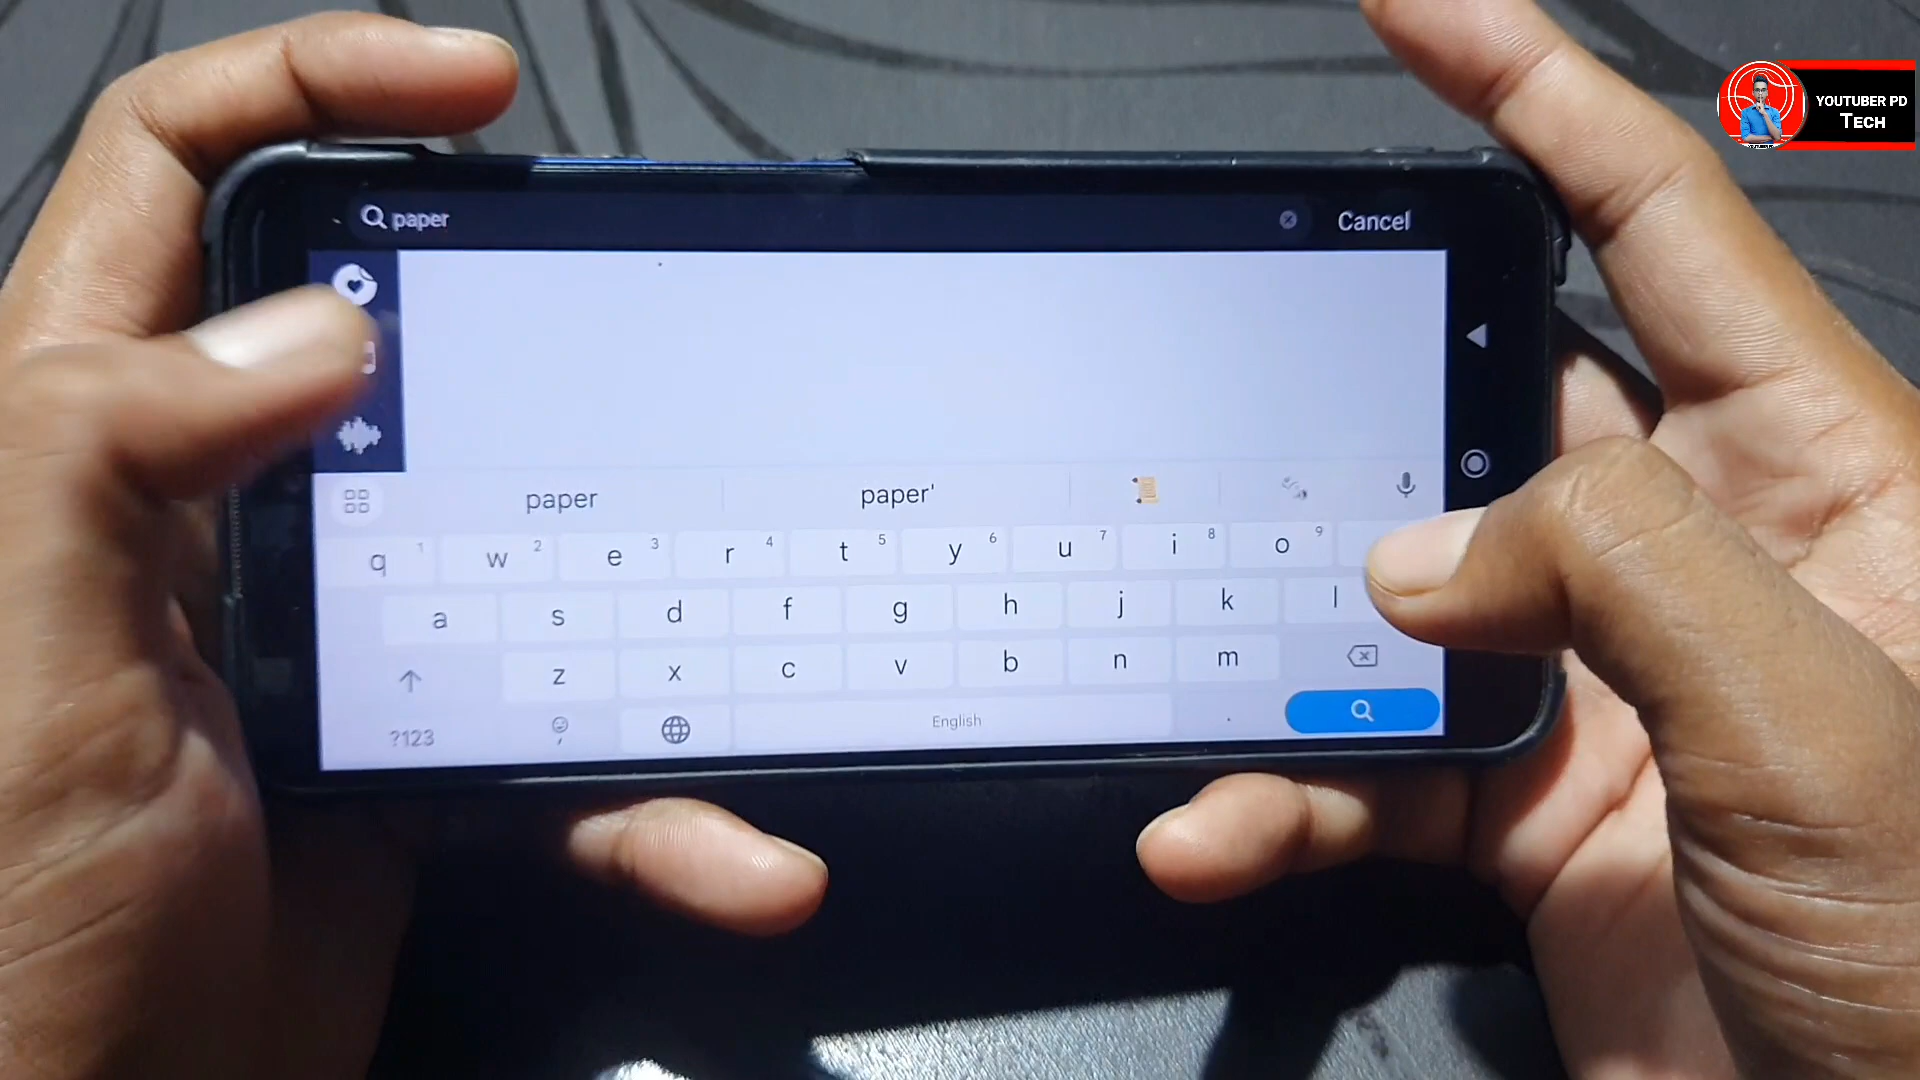 YOUTUBER PD
TECH
paper
Cancel
paper paper'
q 1 w 2 e 3 r 4 t 5 y 6 u 7 i 8 o 9
a s d f g h j k l
z x c v b n m
?123 , English .